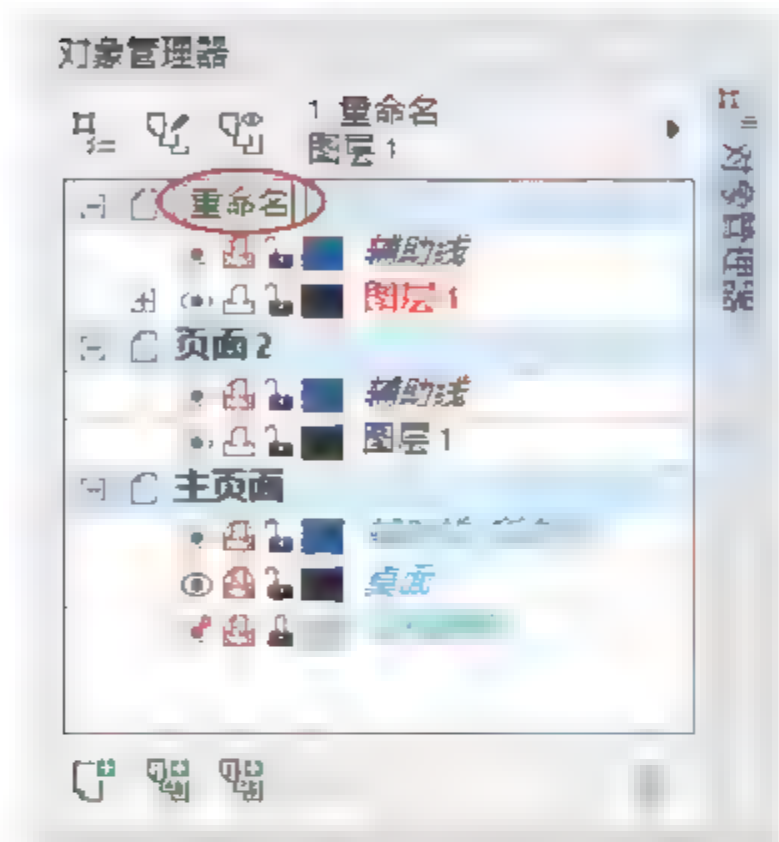 对象管理器
1 重命名
图层 1
对象管理器
重命名
辅助线
图层 1
页面 2
辅助线
图层 1
主页面
桌面